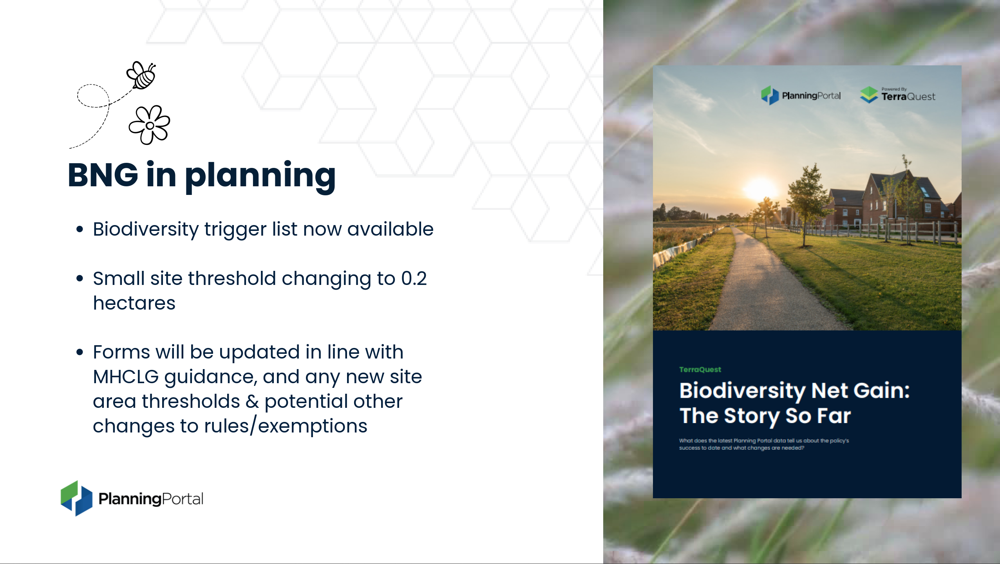 BNG in planning
• Biodiversity trigger list now available
• Small site threshold changing to 0.2
hectares
• Forms will be updated in line with
MHCLG guidance, and any new site
area thresholds & potential other
changes to rules/exemptions
PlanningPortal
PlanningPortal
Powered By
TerraQuest
TerraQuest
Biodiversity Net Gain:
The Story So Far
What does the latest Planning Portal data tell us about the policy's
success to date and what changes are needed?